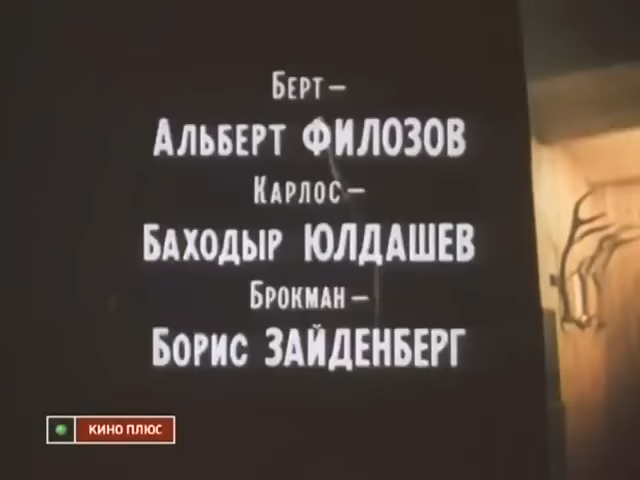 Берт –
Альберт ФИЛОЗОВ
Карлос –
Баходыр ЮЛДАШЕВ
Брокман –
Борис ЗАЙДЕНБЕРГ
КИНО ПЛЮС